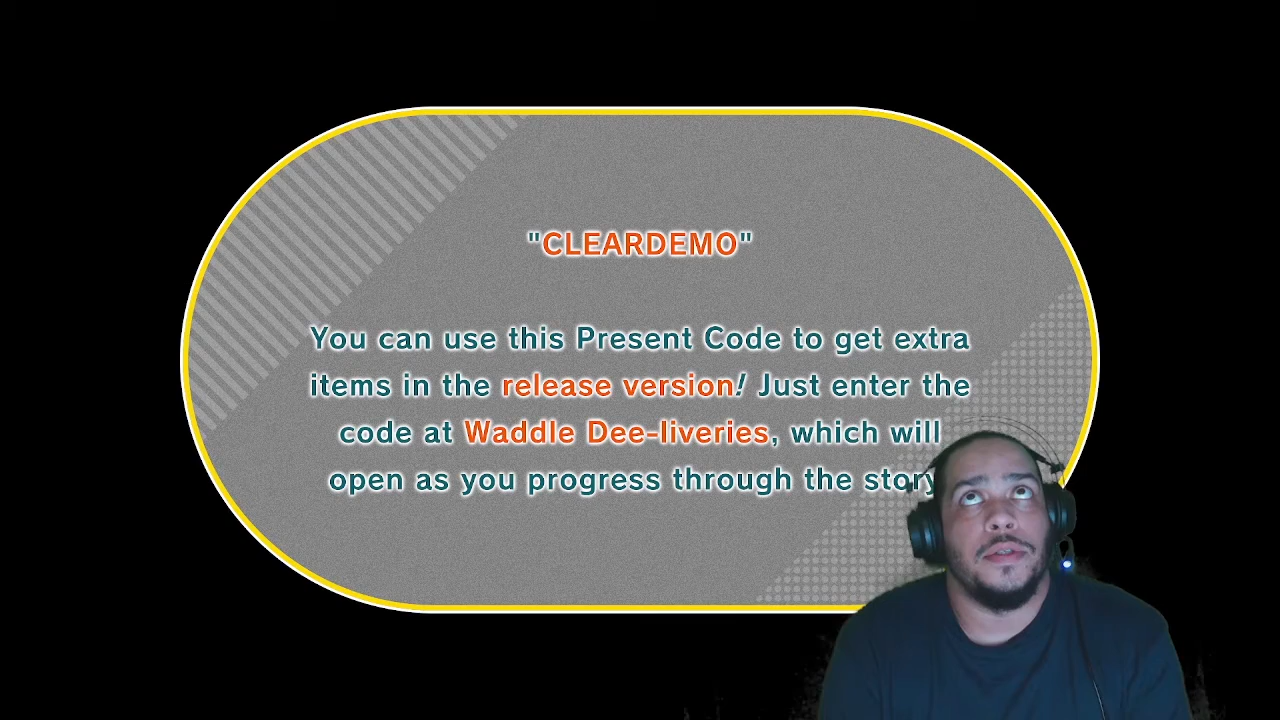 "CLEARDEMO"
You can use this Present Code to get extra
items in the release version! Just enter the
code at Waddle Dee-liveries, which will
open as you progress through the story